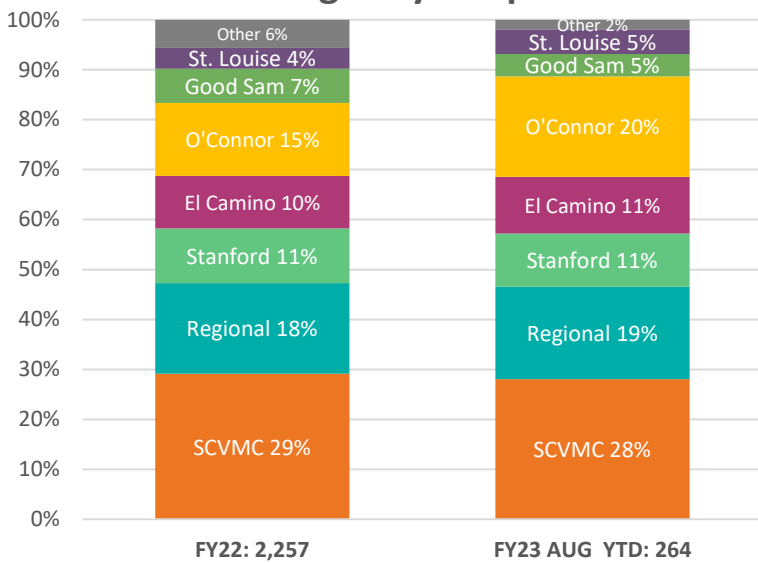 100%
90%
80%
70%
60%
50%
40%
30%
20%
10%
0%
Other 6%
St. Louise 4%
Good Sam 7%
O'Connor 15%
El Camino 10%
Stanford 11%
Regional 18%
SCVMC 29%
FY22: 2,257
Other 2%
St. Louise 5%
Good Sam 5%
O'Connor 20%
El Camino 11%
Stanford 11%
Regional 19%
SCVMC 28%
FY23 AUG YTD: 264